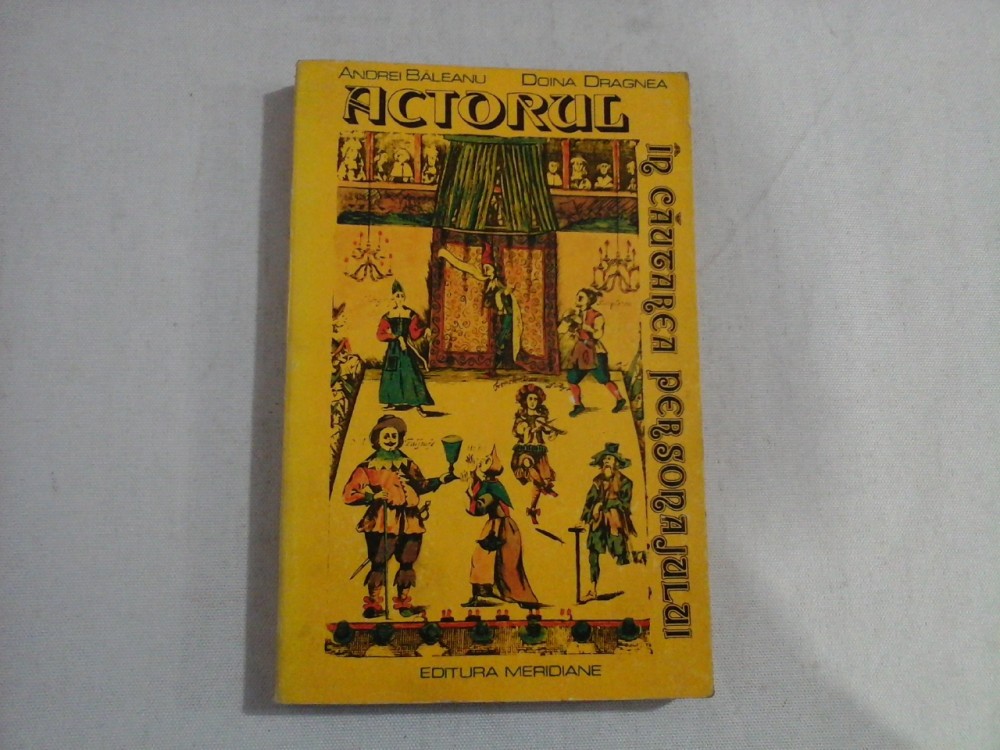 ANDREI BĂLEANU DOINA DRAGNEA
ACTORUL
ÎN CĂUTAREA PERSONAJULUI
EDITURA MERIDIANE